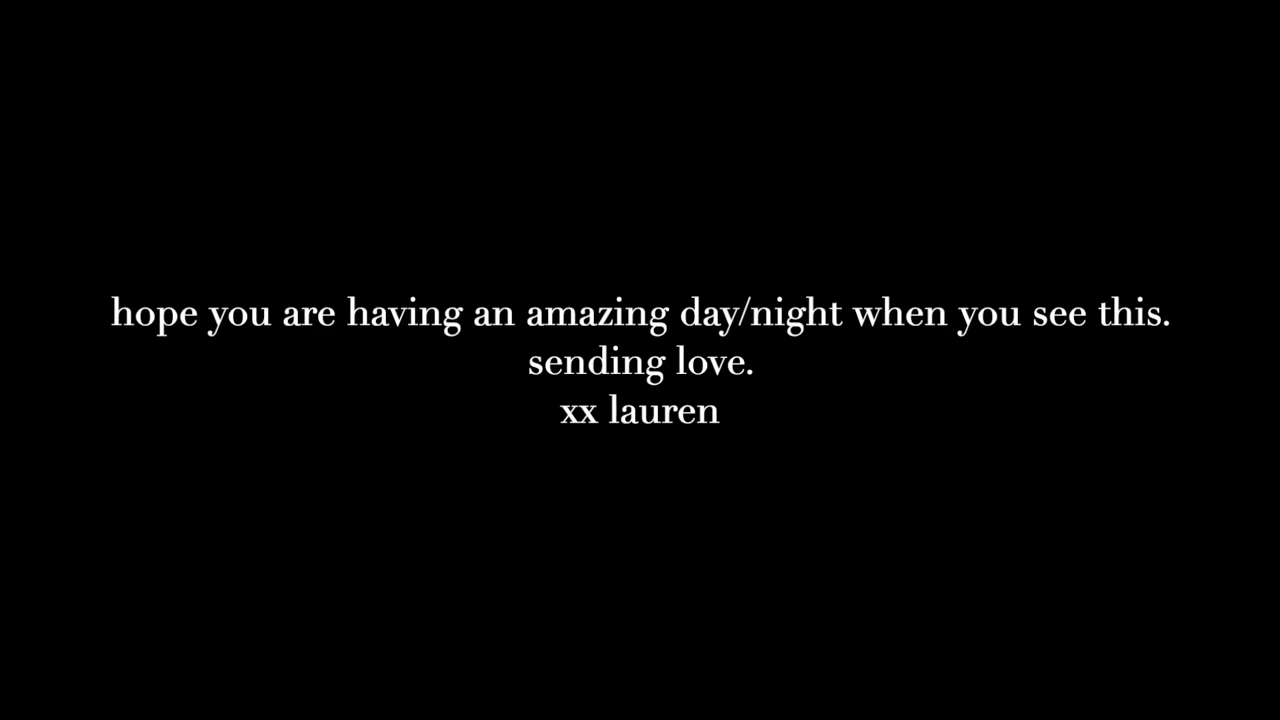 hope you are having an amazing day/night when you see this.
sending love.
xx lauren